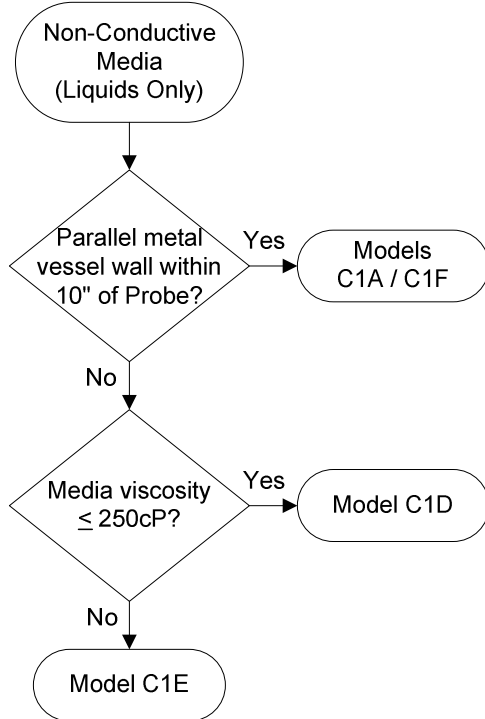 Non-Conductive
Media
(Liquids Only)
Parallel metal
vessel wall within
10" of Probe?
Yes
Models
C1A / C1F
No
Media viscosity
≤ 250cP?
Yes
Model C1D
No
Model C1E